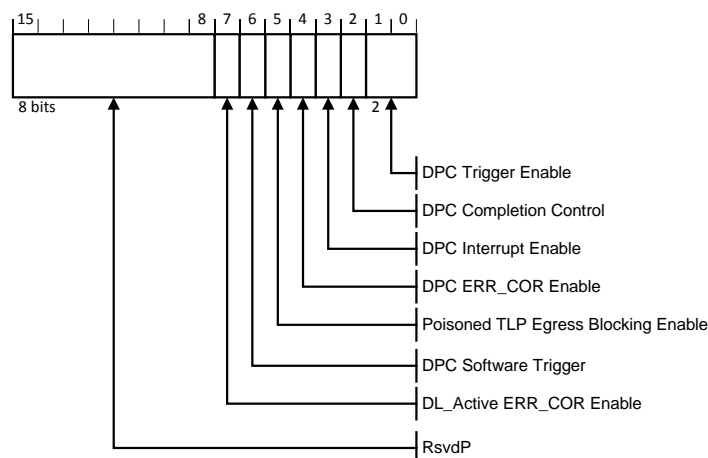 15 8 7 6 5 4 3 2 1 0
8 bits 2
DPC Trigger Enable
DPC Completion Control
DPC Interrupt Enable
DPC ERR_COR Enable
Poisoned TLP Egress Blocking Enable
DPC Software Trigger
DL_Active ERR_COR Enable
RsvdP